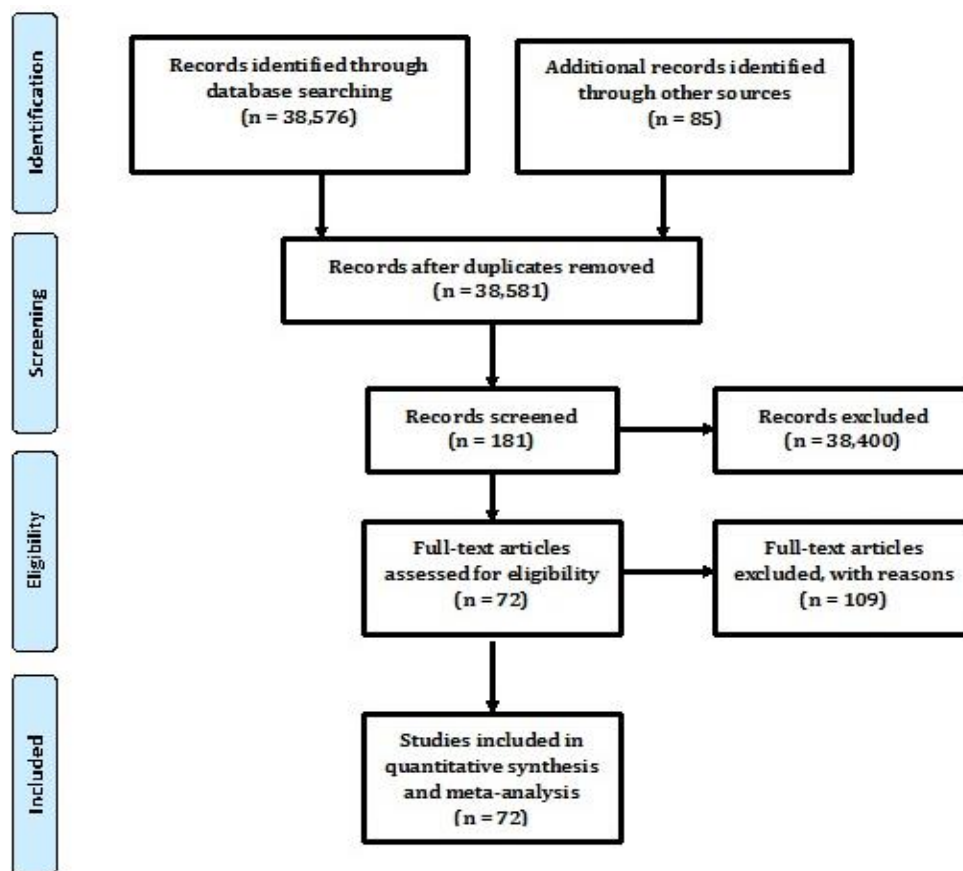 Identification
Records identified through
database searching
(n = 38,576)
Additional records identified
through other sources
(n = 85)
Screening
Records after duplicates removed
(n = 38,581)
Records screened
(n = 181)
Records excluded
(n = 38,400)
Eligibility
Full-text articles
assessed for eligibility
(n = 72)
Full-text articles
excluded, with reasons
(n = 109)
Included
Studies included in
quantitative synthesis
and meta-analysis
(n = 72)